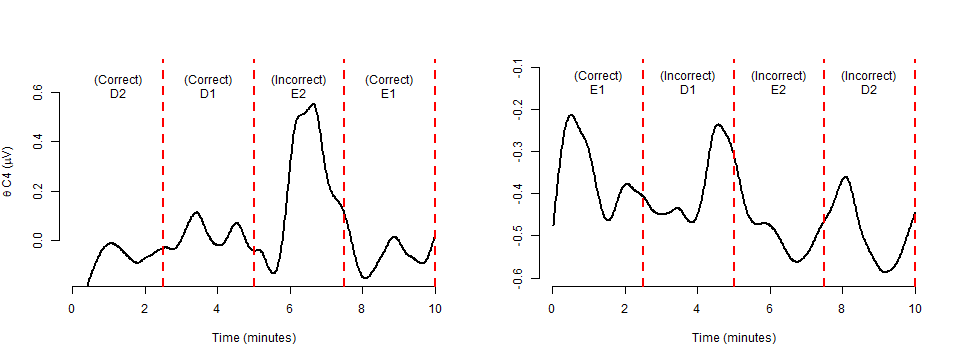 (Correct) (Correct) (Incorrect) (Correct)
D2 D1 E2 E1
0.6
0.4
0.2
0.0
θ C4 (μV)
0 2 4 6 8 10
Time (minutes)
(Correct) (Incorrect) (Incorrect) (Incorrect)
E1 D1 E2 D2
-0.1
-0.2
-0.3
-0.4
-0.5
-0.6
0 2 4 6 8 10
Time (minutes)